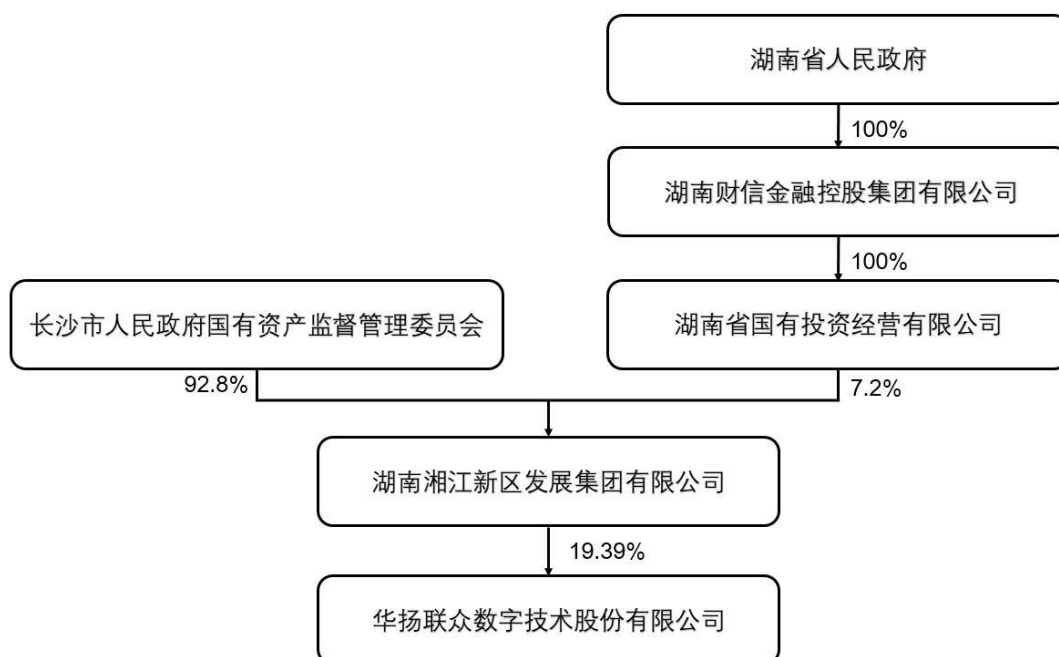 湖南省人民政府
100%
湖南财信金融控股集团有限公司
100%
长沙市人民政府国有资产监督管理委员会
湖南省国有投资经营有限公司
92.8%
7.2%
湖南湘江新区发展集团有限公司
19.39%
华扬联众数字技术股份有限公司